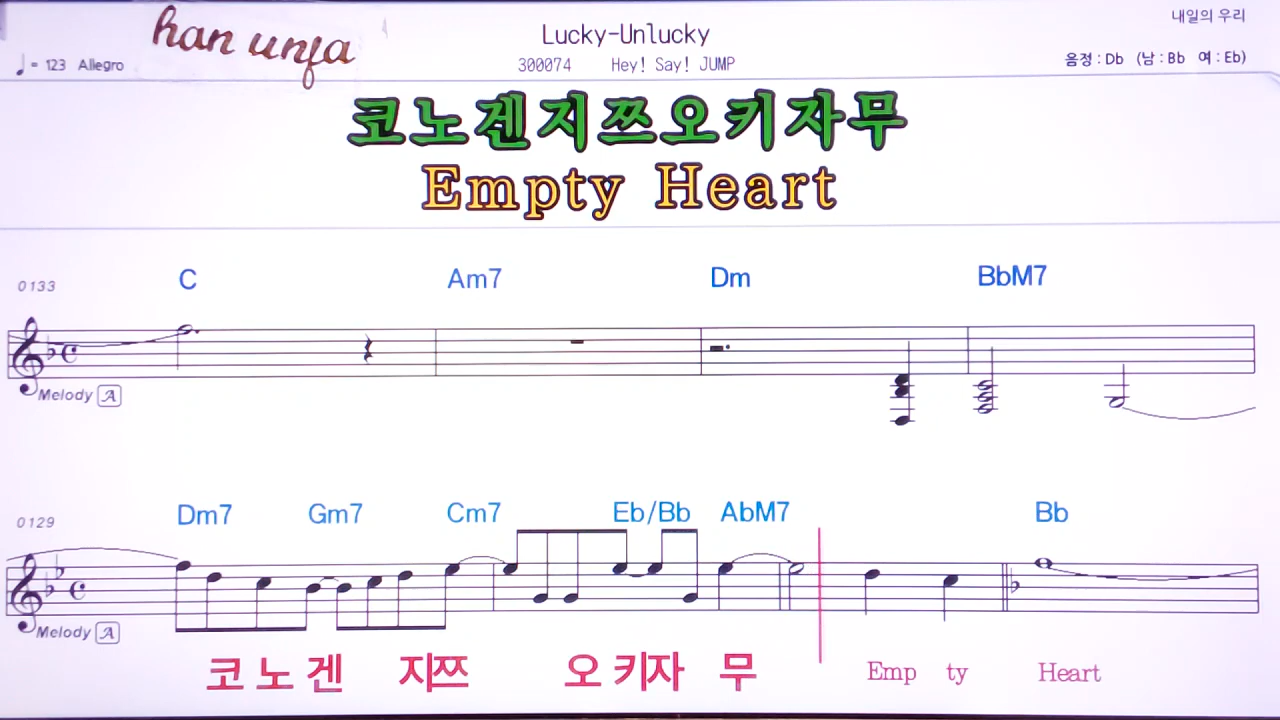 han unfa
Lucky-Unlucky
내일의 우리
♩= 123 Allegro
300074 Hey! Say! JUMP
음정 : Db (남 : Bb 여 : Eb)
코노겐지쯔오키자무
Empty Heart
0133
C Am7 Dm BbM7
Melody A
0129
Dm7 Gm7 Cm7 Eb/Bb AbM7 Bb
Melody A
코 노 겐 지쯔 오 키자 무 Emp ty Heart